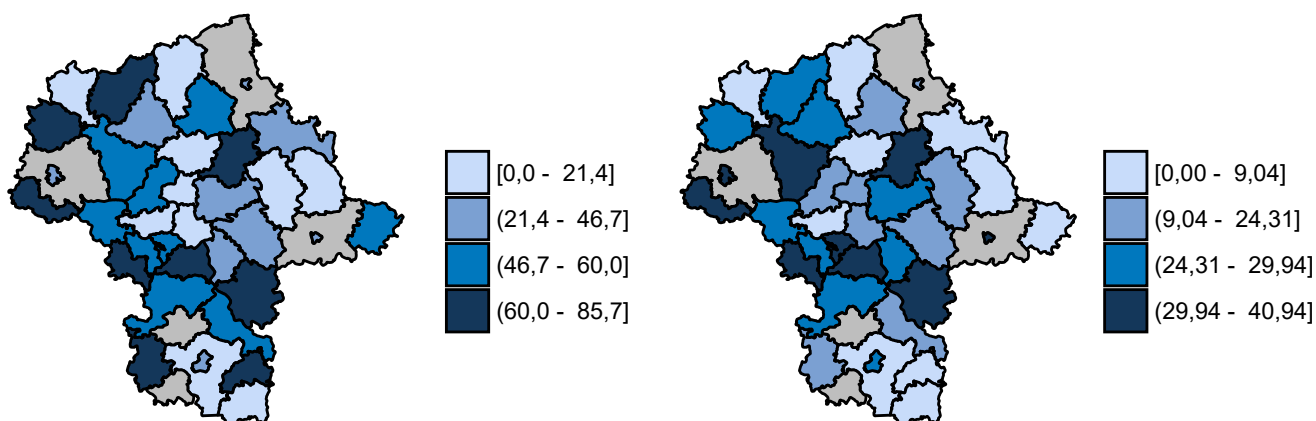 [0,0 - 21,4]
(21,4 - 46,7]
(46,7 - 60,0]
(60,0 - 85,7]
[0,00 - 9,04]
(9,04 - 24,31]
(24,31 - 29,94]
(29,94 - 40,94]